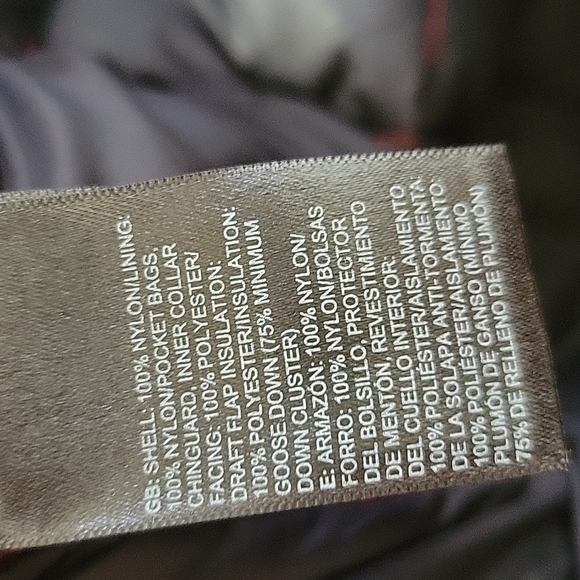 GB: SHELL: 100% NYLON/LINING:
100% NYLON/POCKET BAGS,
CHINGUARD, INNER COLLAR
FACING: 100% POLYESTER/
DRAFT FLAP INSULATION:
100% POLYESTER/INSULATION:
GOOSE DOWN (75% MINIMUM
DOWN CLUSTER)
E: ARMAZÓN: 100% NYLON/
FORRO: 100% NYLON/BOLSAS
DEL BOLSILLO, PROTECTOR
DE MENTÓN, REVESTIMIENTO
DEL CUELLO INTERIOR:
100% POLIÉSTER/AISLAMIENTO
DE LA SOLAPA ANTI-TORMENTA:
100% POLIÉSTER/AISLAMIENTO:
PLUMÓN DE GANSO (MÍNIMO
75% DE RELLENO DE PLUMÓN)